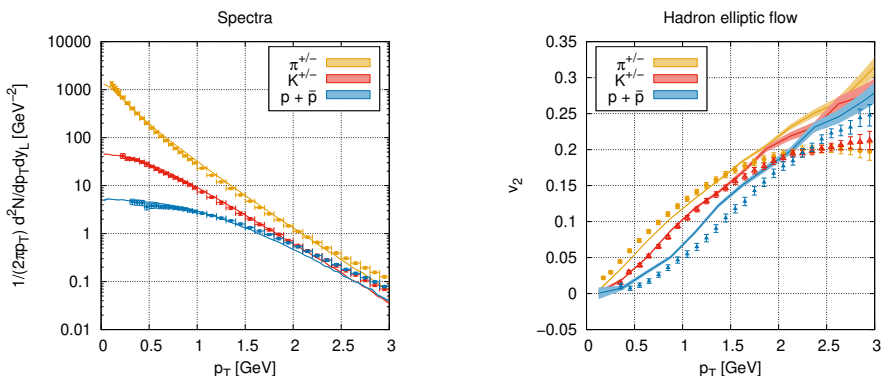 Spectra
1/(2πp_T) d²N/dp_Tdy_L [GeV⁻²]
10000
1000
100
10
1
0.1
0.01
π^{+/−}
K^{+/−}
p + p̄
0 0.5 1 1.5 2 2.5 3
p_T [GeV]
Hadron elliptic flow
v₂
0.35
0.3
0.25
0.2
0.15
0.1
0.05
0
−0.05
π^{+/−}
K^{+/−}
p + p̄
0 0.5 1 1.5 2 2.5 3
p_T [GeV]